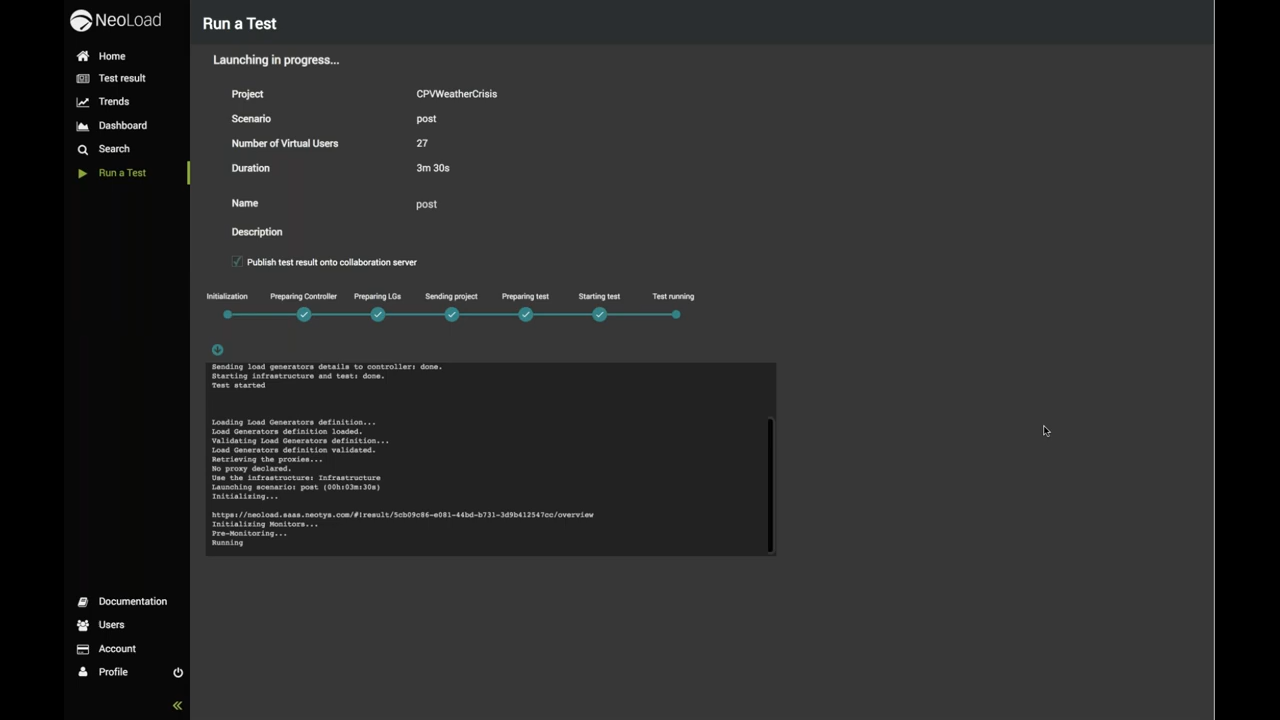 NEOLOAD
Home
Test result
Trends
Dashboard
Search
Run a Test
Documentation
Users
Account
Profile
Run a Test
Launching in progress...
Project CPVWeatherCrisis
Scenario post
Number of Virtual Users 27
Duration 3m 30s
Name post
Description
Publish test result onto collaboration server
Initialization Preparing Controller Preparing LGs Sending project Preparing test Starting test Test running
Sending load generators details to controller: done.
Starting infrastructure and test: done.
Test started
Loading Load Generators definition...
Load Generators definition loaded.
Validating Load Generators definition...
Load Generators definition validated.
Retrieving the proxies...
No proxy declared.
Use the infrastructure: Infrastructure
Launching scenario: post (00h:03m:30s)
Initializing...
https://neoload.saas.neotys.com/#!result/5cb09c86-e081-44bd-b731-3d9b412547cc/overview
Initializing Monitors...
Pre-Monitoring...
Running